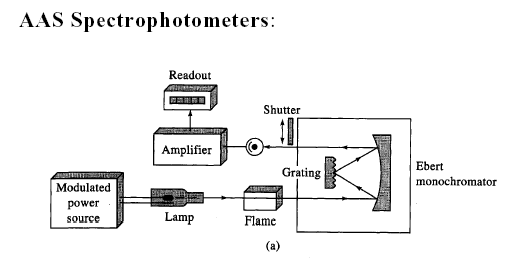 AAS Spectrophotometers:
Readout
Shutter
Amplifier
Grating
Ebert
monochromator
Modulated
power
source
Lamp
Flame
(a)